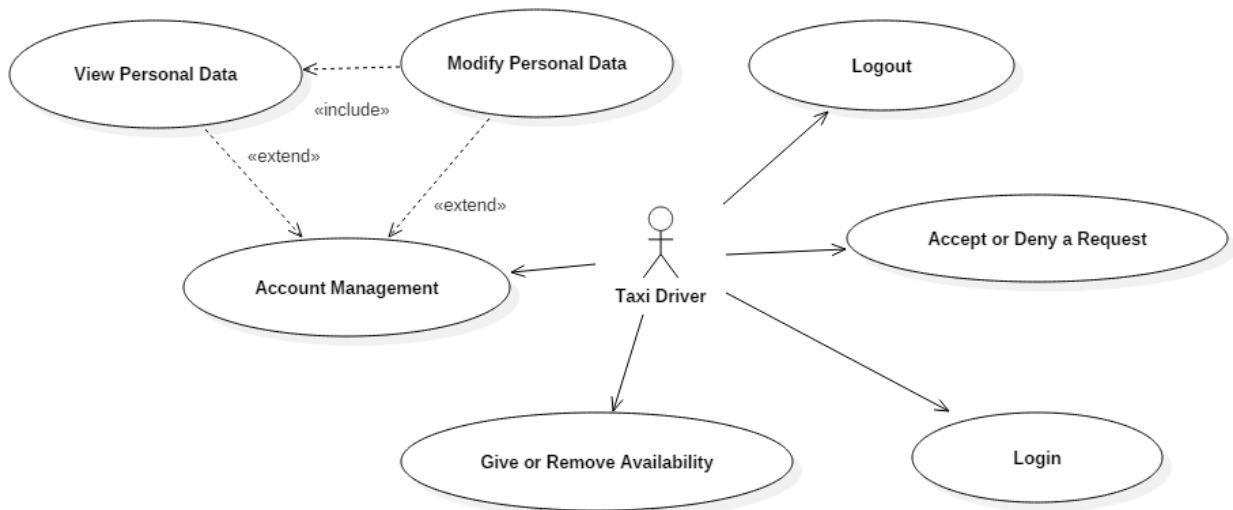 View Personal Data
Modify Personal Data
Logout
«include»
«extend»
«extend»
Accept or Deny a Request
Account Management
Taxi Driver
Give or Remove Availability
Login